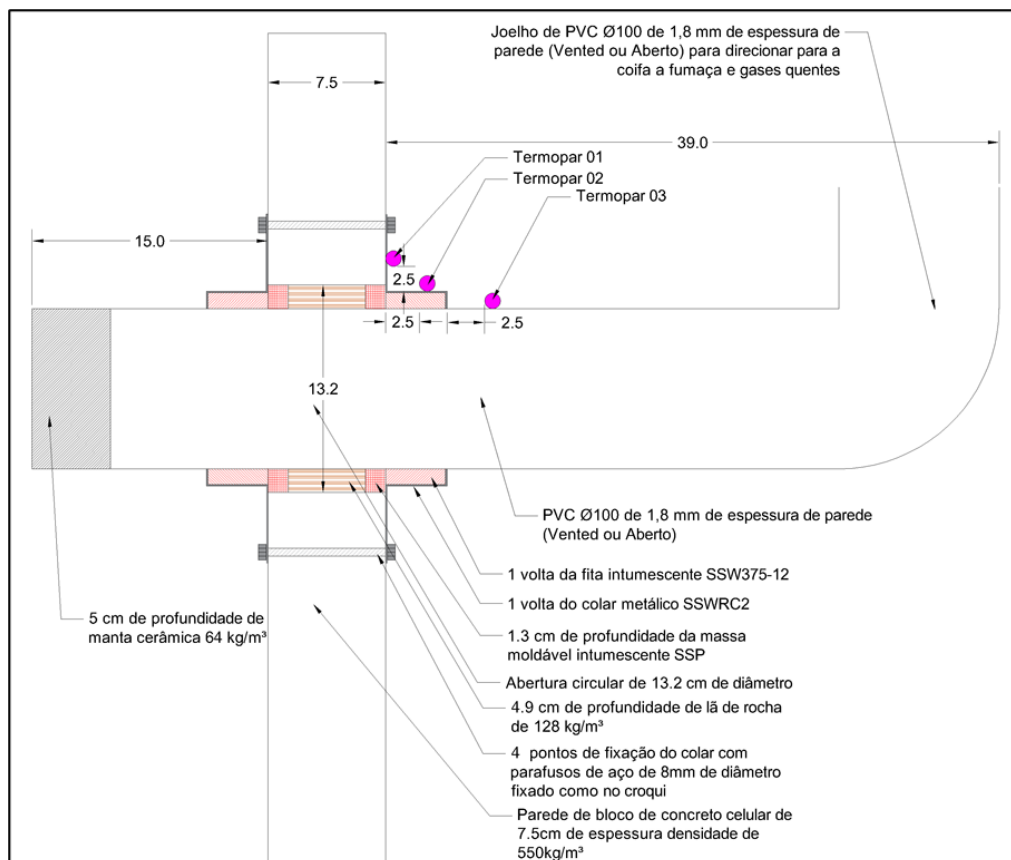 Joelho de PVC Ø100 de 1,8 mm de espessura de
parede (Vented ou Aberto) para direcionar para a
coifa a fumaça e gases quentes
7.5
39.0
Termopar 01
Termopar 02
Termopar 03
15.0
2.5
2.5
2.5
13.2
PVC Ø100 de 1,8 mm de espessura de parede
(Vented ou Aberto)
1 volta da fita intumescente SSW375-12
1 volta do colar metálico SSWRC2
5 cm de profundidade de
manta cerâmica 64 kg/m³
1.3 cm de profundidade da massa
moldável intumescente SSP
Abertura circular de 13.2 cm de diâmetro
4.9 cm de profundidade de lã de rocha
de 128 kg/m³
4 pontos de fixação do colar com
parafusos de aço de 8mm de diâmetro
fixado como no croqui
Parede de bloco de concreto celular de
7.5cm de espessura densidade de
550kg/m³